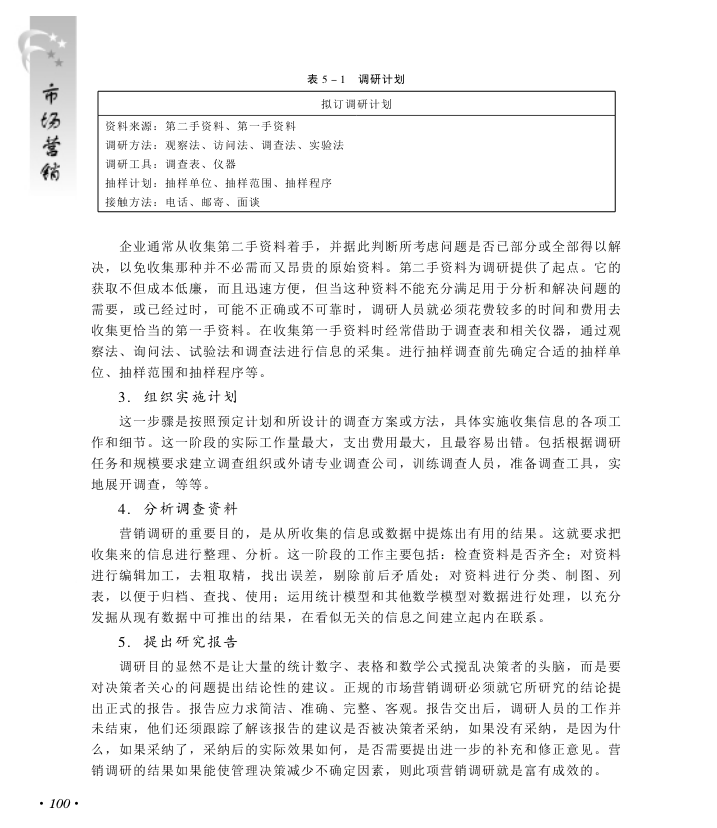 市场营销
表 5－1　调研计划
拟订调研计划
资料来源：第二手资料、第一手资料
调研方法：观察法、访问法、调查法、实验法
调研工具：调查表、仪器
抽样计划：抽样单位、抽样范围、抽样程序
接触方法：电话、邮寄、面谈
企业通常从收集第二手资料着手，并据此判断所考虑问题是否已部分或全部得以解
决，以免收集那种并不必需而又昂贵的原始资料。第二手资料为调研提供了起点。它的
获取不但成本低廉，而且迅速方便，但当这种资料不能充分满足用于分析和解决问题的
需要，或已经过时，可能不正确或不可靠时，调研人员就必须花费较多的时间和费用去
收集更恰当的第一手资料。在收集第一手资料时经常借助于调查表和相关仪器，通过观
察法、询问法、试验法和调查法进行信息的采集。进行抽样调查前先确定合适的抽样单
位、抽样范围和抽样程序等。
3．组织实施计划
这一步骤是按照预定计划和所设计的调查方案或方法，具体实施收集信息的各项工
作和细节。这一阶段的实际工作量最大，支出费用最大，且最容易出错。包括根据调研
任务和规模要求建立调查组织或外请专业调查公司，训练调查人员，准备调查工具，实
地展开调查，等等。
4．分析调查资料
营销调研的重要目的，是从所收集的信息或数据中提炼出有用的结果。这就要求把
收集来的信息进行整理、分析。这一阶段的工作主要包括：检查资料是否齐全；对资料
进行编辑加工，去粗取精，找出误差，剔除前后矛盾处；对资料进行分类、制图、列
表，以便于归档、查找、使用；运用统计模型和其他数学模型对数据进行处理，以充分
发掘从现有数据中可推出的结果，在看似无关的信息之间建立起内在联系。
5．提出研究报告
调研目的显然不是让大量的统计数字、表格和数学公式搅乱决策者的头脑，而是要
对决策者关心的问题提出结论性的建议。正规的市场营销调研必须就它所研究的结论提
出正式的报告。报告应力求简洁、准确、完整、客观。报告交出后，调研人员的工作并
未结束，他们还须跟踪了解该报告的建议是否被决策者采纳，如果没有采纳，是因为什
么，如果采纳了，采纳后的实际效果如何，是否需要提出进一步的补充和修正意见。营
销调研的结果如果能使管理决策减少不确定因素，则此项营销调研就是富有成效的。
·100·